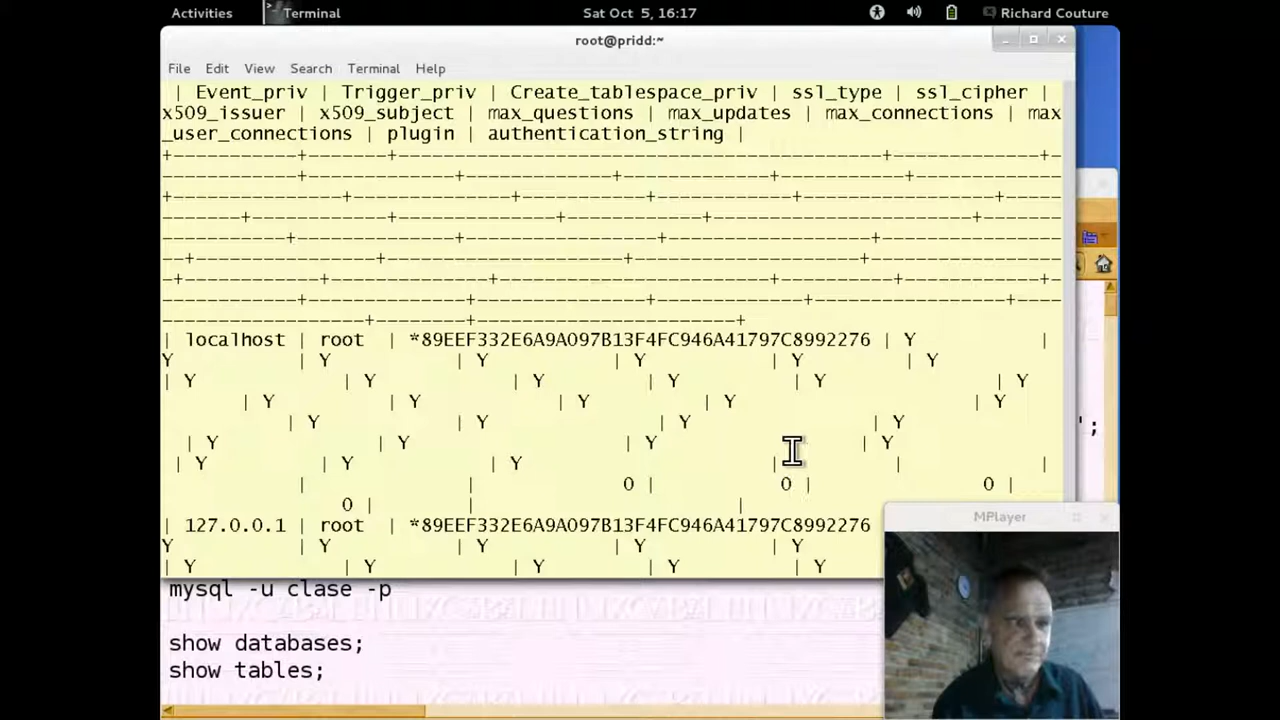 Activities Terminal Sat Oct 5, 16:17 Richard Couture
root@pridd:~
File Edit View Search Terminal Help
| Event_priv | Trigger_priv | Create_tablespace_priv | ssl_type | ssl_cipher |
x509_issuer | x509_subject | max_questions | max_updates | max_connections | max
_user_connections | plugin | authentication_string |
+-----------+-------+-------------------------------------------+-------------+-
------------+-------------+-------------+-------------+-----------+-------------
+---------------+--------------+-----------+------------+-----------------+-----
-------+------------+--------------+------------+-----------------------+-------
-----------+--------------+-----------------+------------------+----------------
--+----------------+---------------------+--------------------+-----------------
-+------------+--------------+------------------------+----------+------------+-
------------+--------------+---------------+-------------+-----------------+----
------------------+--------+-----------------------+
| localhost | root | *89EEF332E6A9A097B13F4FC946A41797C8992276 | Y |
Y | Y | Y | Y | Y | Y
| Y | Y | Y | Y | Y | Y
| Y | Y | Y | Y | Y
| Y | Y | Y | Y
| Y | Y | Y | Y
| Y | Y | Y | | |
| | 0 | 0 | 0 |
0 | | |
| 127.0.0.1 | root | *89EEF332E6A9A097B13F4FC946A41797C8992276
Y | Y | Y | Y | Y
| Y | Y | Y | Y | Y
';
MPlayer
mysql -u clase -p
show databases;
show tables;